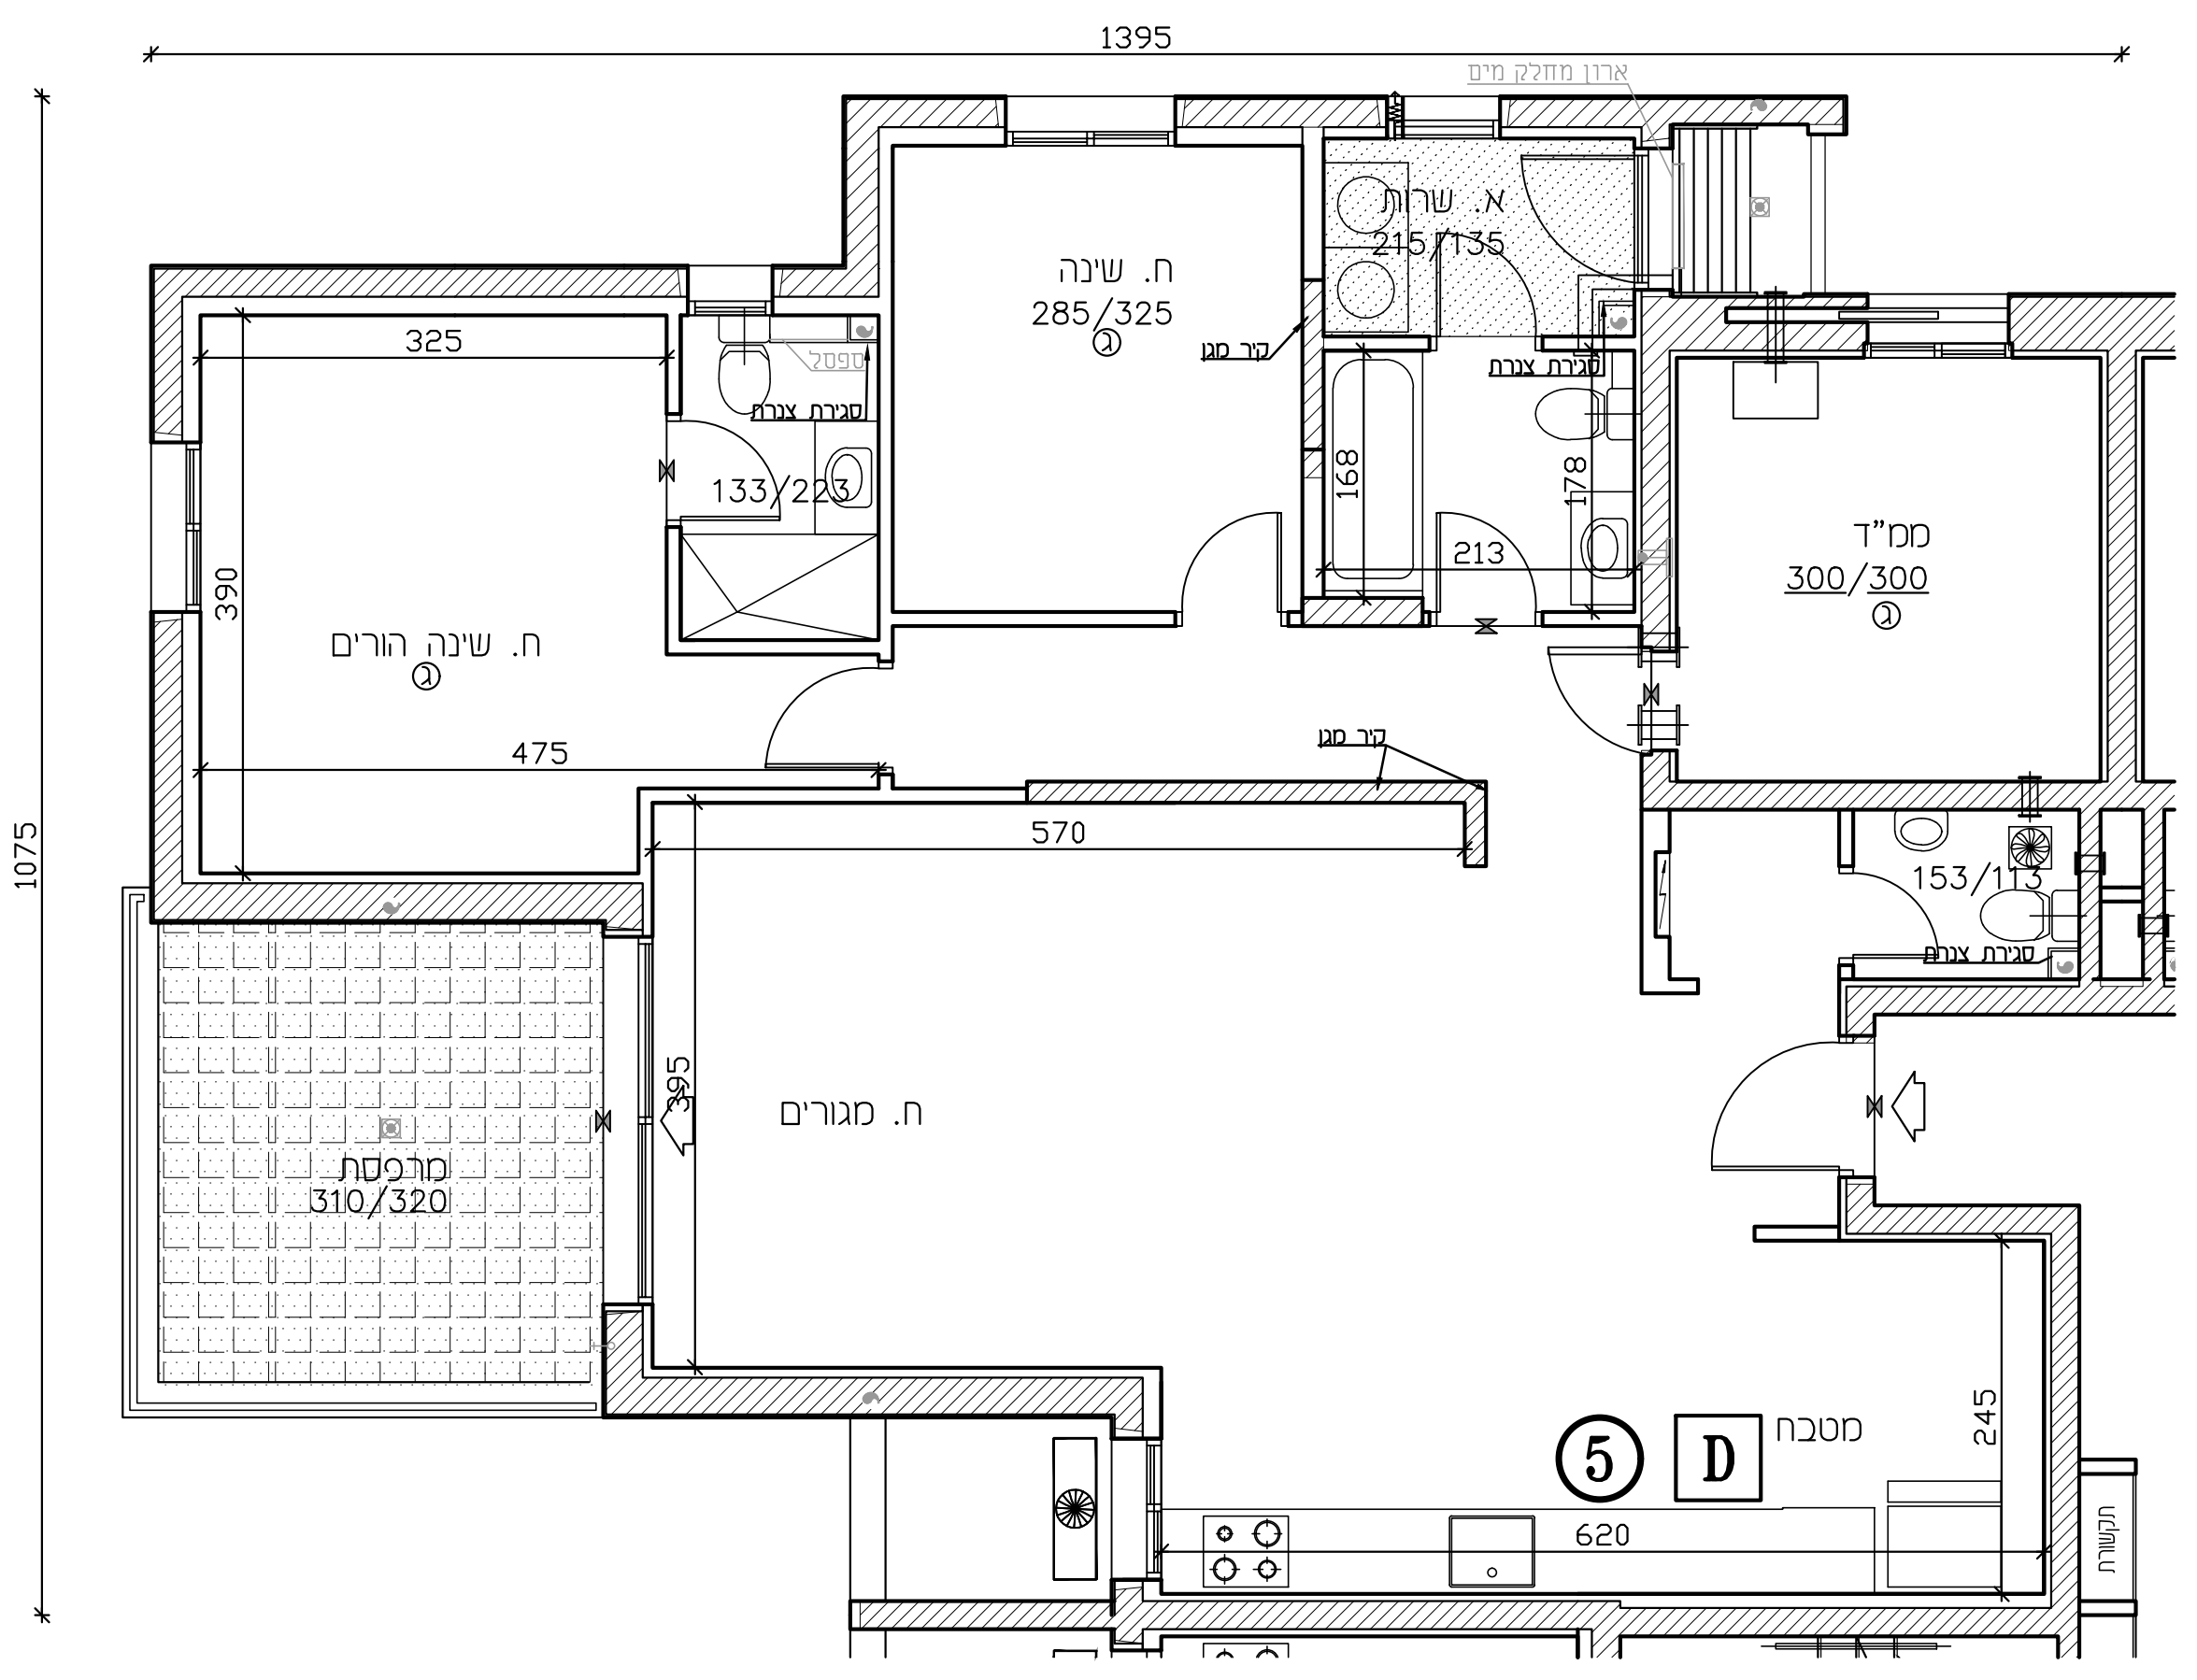 1395
ארון מחלק מים
1075
א. שרות
215/135
ח. שינה
285/325
ג
קיר מגן
סגירת צנרת
325
ספסל
סגירת צנרת
133/223
390
ח. שינה הורים
ג
475
168
178
213
ממ"ד
300/300
ג
קיר מגן
570
153/113
סגירת צנרת
395
ח. מגורים
מרפסת
310/320
5
D
מטבח
245
620
תקשורת